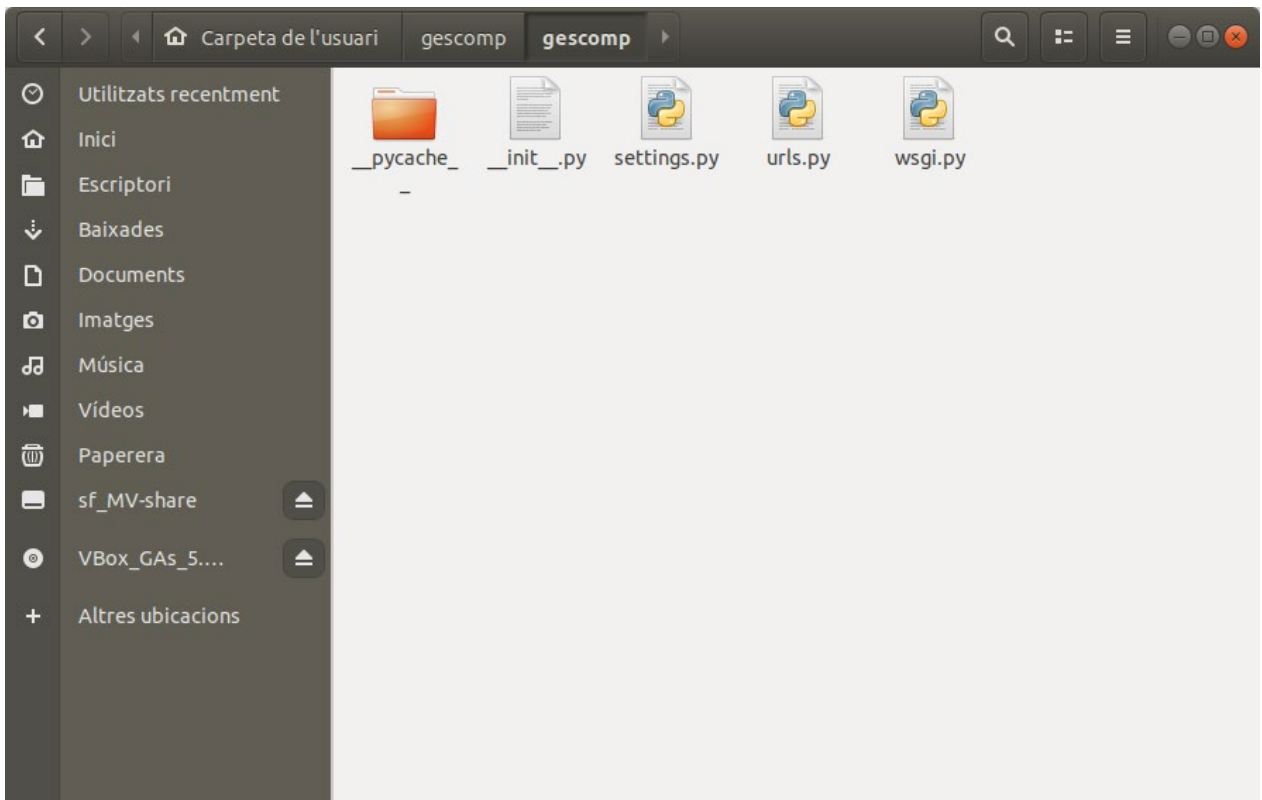 Carpeta de l'usuari gescomp gescomp
Utilitzats recentment
Inici
Escriptori
Baixades
Documents
Imatges
Música
Vídeos
Paperera
sf_MV-share
VBox_GAs_5....
Altres ubicacions
__pycache_ __init__.py settings.py urls.py wsgi.py
_